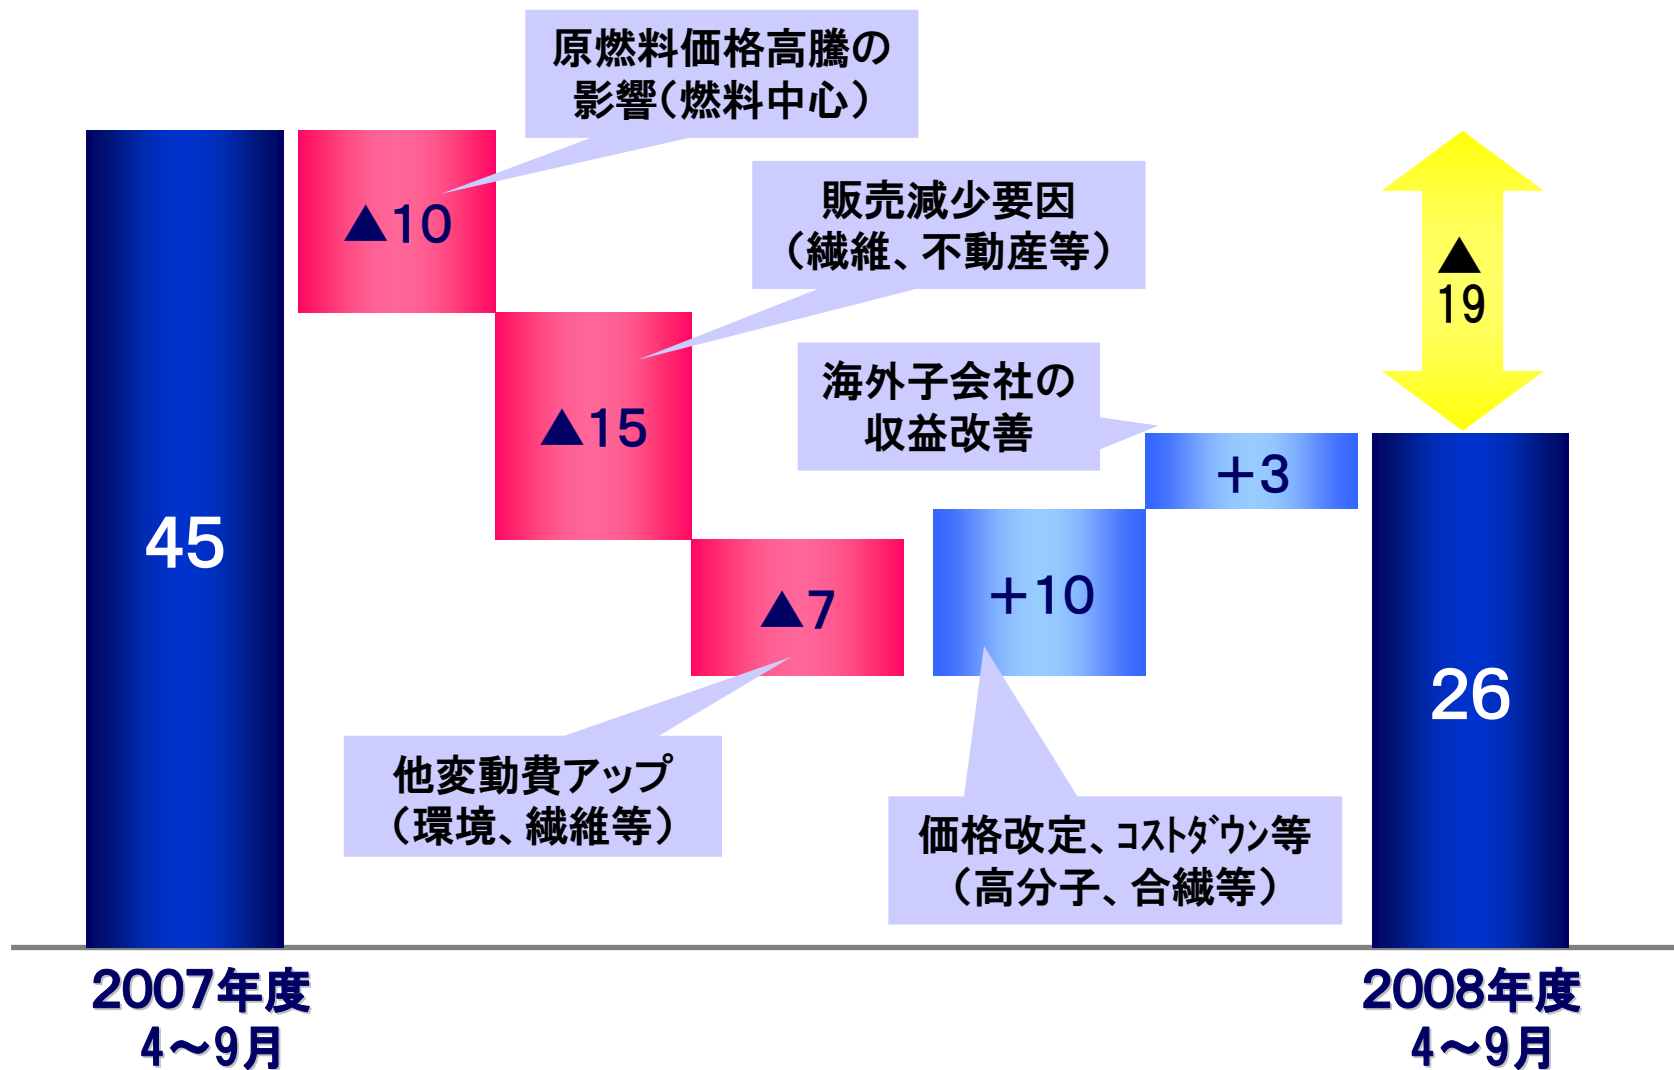 原燃料価格高騰の
影響（燃料中心）
▲10
販売減少要因
（繊維、不動産等）
▲15
▲
19
海外子会社の
収益改善
+3
45
▲7
+10
26
他変動費アップ
（環境、繊維等）
価格改定、ｺｽﾄﾀﾞｳﾝ等
（高分子、合繊等）
2007年度
4～9月
2008年度
4～9月